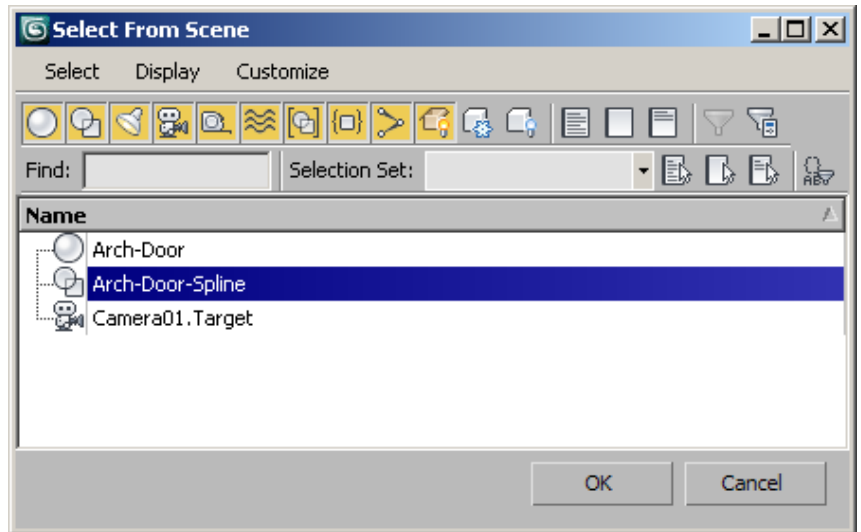 Select From Scene
Select Display Customize
Find: Selection Set:
Name
Arch-Door
Arch-Door-Spline
Camera01.Target
OK Cancel